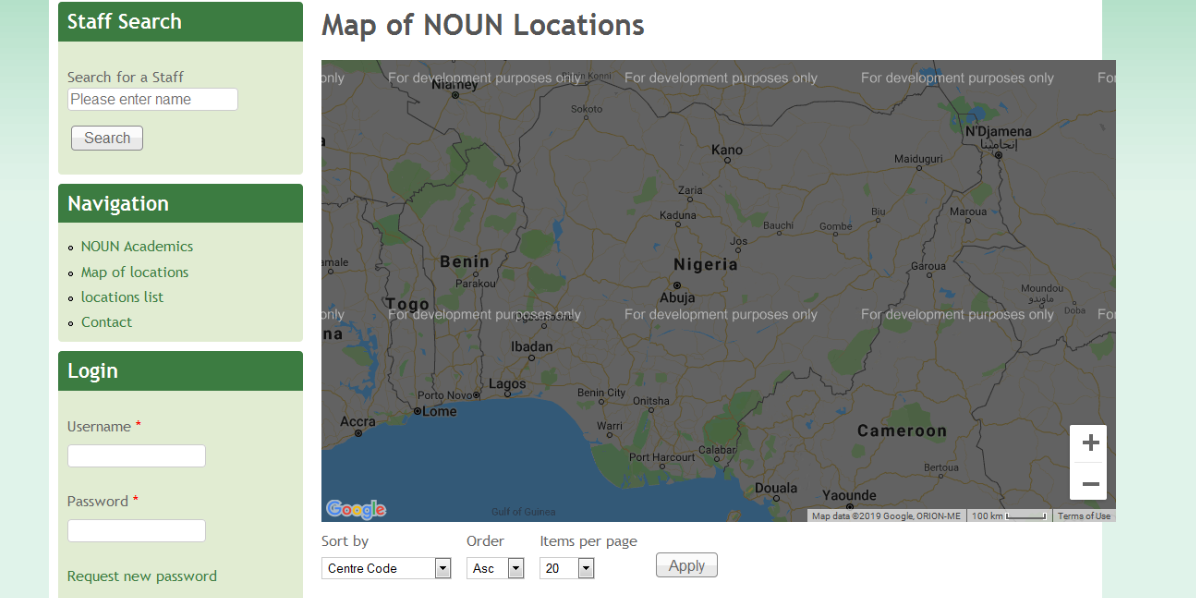 Staff Search
Search for a Staff
Please enter name
Search
Navigation
NOUN Academics
Map of locations
locations list
Contact
Login
Username *
Password *
Request new password
Map of NOUN Locations
only For development purposes only For development purposes only For development purposes only For
Niamey
Sokoto
N'Djamena
إنجامينا
Kano
Maiduguri
Zaria
Kaduna
Biu
Maroua
Bauchi
Gombe
Jos
Benin
Nigeria
Garoua
Parakou
Abuja
Moundou
موندو
Togo
Doba
only For development purposes only For development purposes only For development purposes only For
na
Ibadan
Lagos
Porto Novo
Benin City
Onitsha
Lome
Accra
Warri
Cameroon
Calabar
Port Harcourt
Bertoua
Douala
Yaounde
Gulf of Guinea
Google
Map data ©2019 Google, ORION-ME
100 km
Terms of Use
Sort by
Order
Items per page
Centre Code
Asc
20
Apply